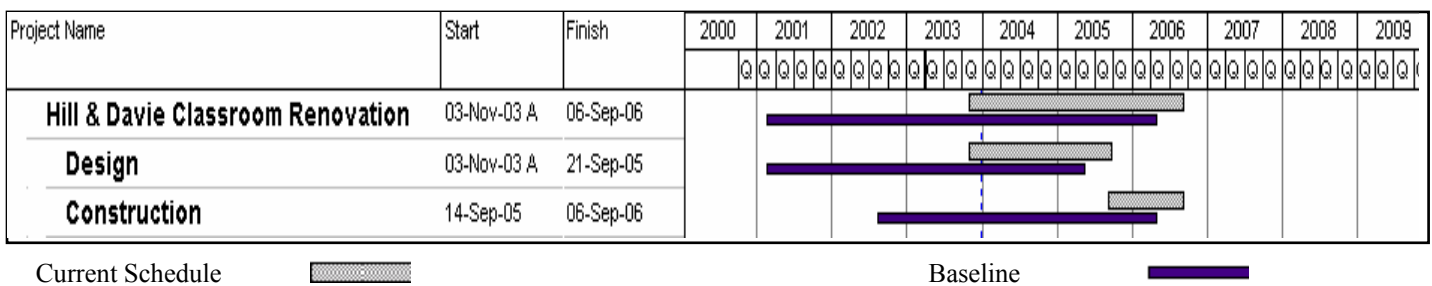 Project Name Start Finish 2000 2001 2002 2003 2004 2005 2006 2007 2008 2009
Q Q Q Q Q Q Q Q Q Q Q Q Q Q Q Q Q Q Q Q Q Q Q Q Q Q Q Q Q Q Q Q Q Q Q Q
Hill & Davie Classroom Renovation 03-Nov-03 A 06-Sep-06
Design 03-Nov-03 A 21-Sep-05
Construction 14-Sep-05 06-Sep-06
Current Schedule Baseline